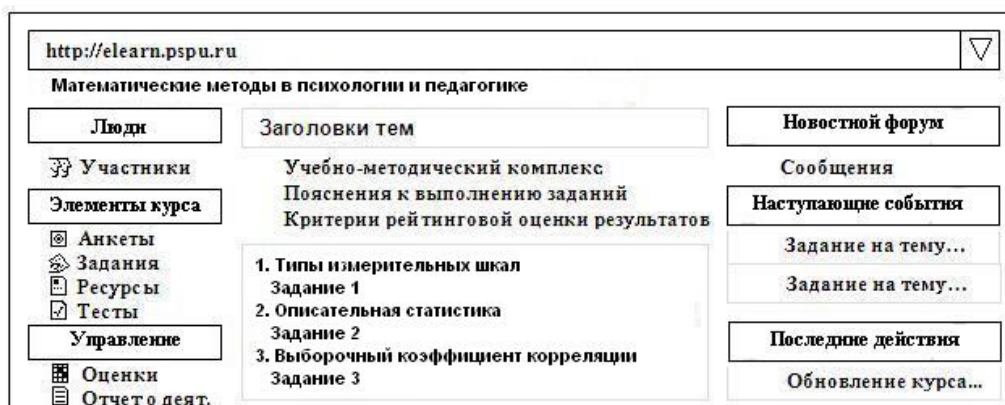 http://elearn.pspu.ru
Математические методы в психологии и педагогике
Люди
Участники
Элементы курса
Анкеты
Задания
Ресурсы
Тесты
Управление
Оценки
Отчет о деят.
Заголовки тем
Учебно-методический комплекс
Пояснения к выполнению заданий
Критерии рейтинговой оценки результатов
1. Типы измерительных шкал
Задание 1
2. Описательная статистика
Задание 2
3. Выборочный коэффициент корреляции
Задание 3
Новостной форум
Сообщения
Наступающие события
Задание на тему...
Задание на тему...
Последние действия
Обновление курса...